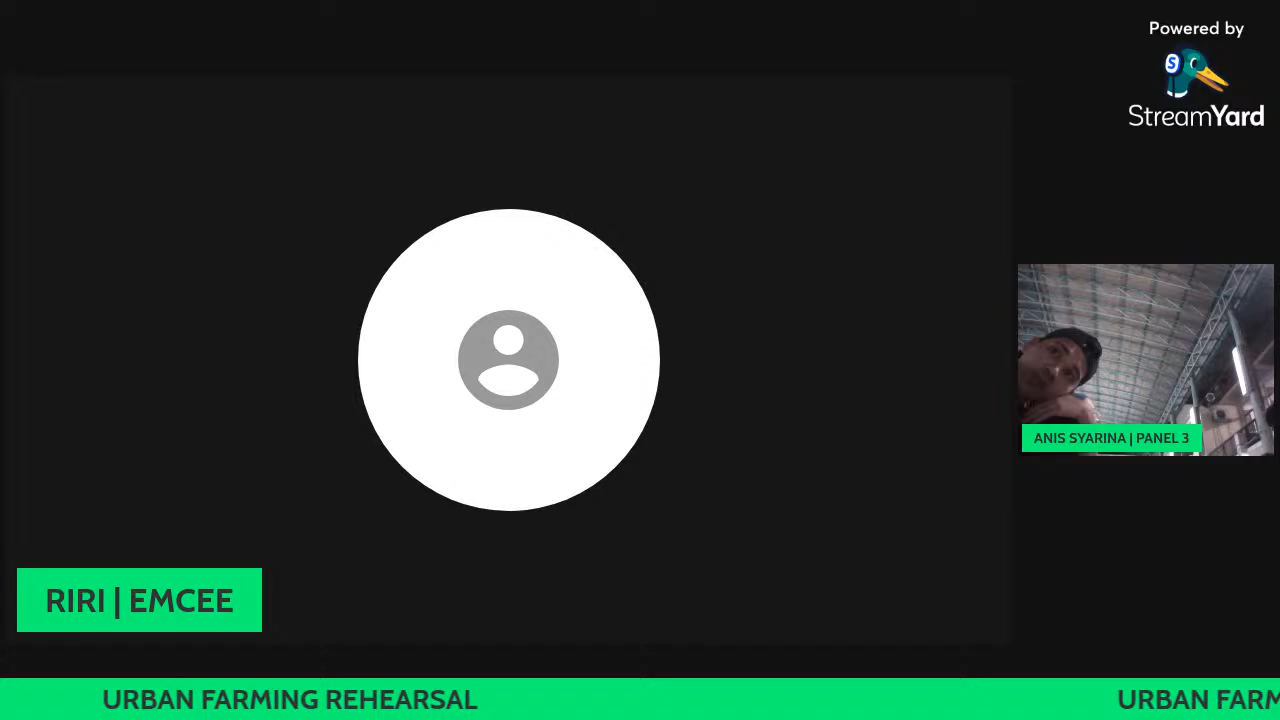 Powered by
S
StreamYard
ANIS SYARINA | PANEL 3
RIRI | EMCEE
URBAN FARMING REHEARSAL
URBAN FARM